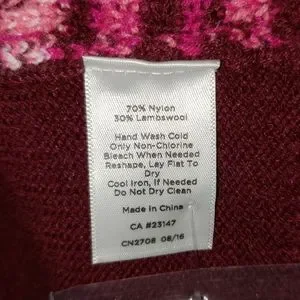 70% Nylon
30% Lambswool
Hand Wash Cold
Only Non-Chlorine
Bleach When Needed
Reshape, Lay Flat To
Dry
Cool Iron, If Needed
Do Not Dry Clean
Made In China
CA #23147
CN2708 08/16